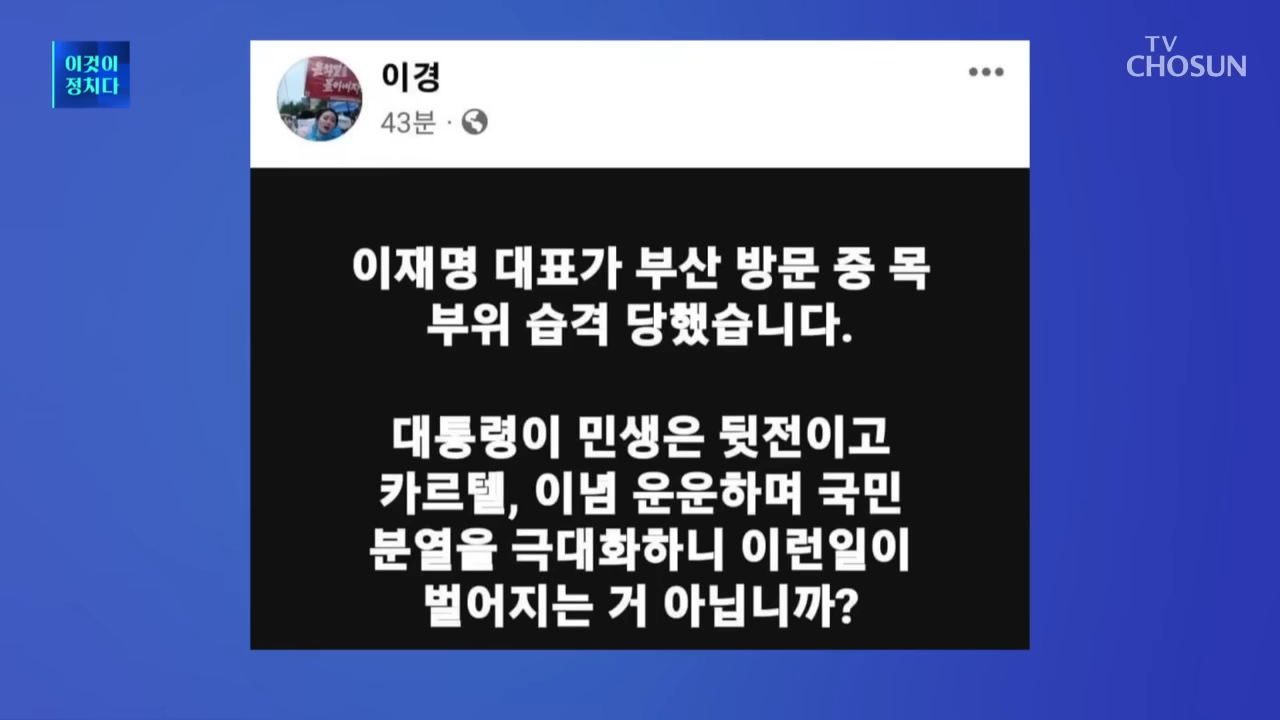 이것이
정치다
TV
CHOSUN
이경
43분 ·
이재명 대표가 부산 방문 중 목
부위 습격 당했습니다.
대통령이 민생은 뒷전이고
카르텔, 이념 운운하며 국민
분열을 극대화하니 이런일이
벌어지는 거 아닙니까?